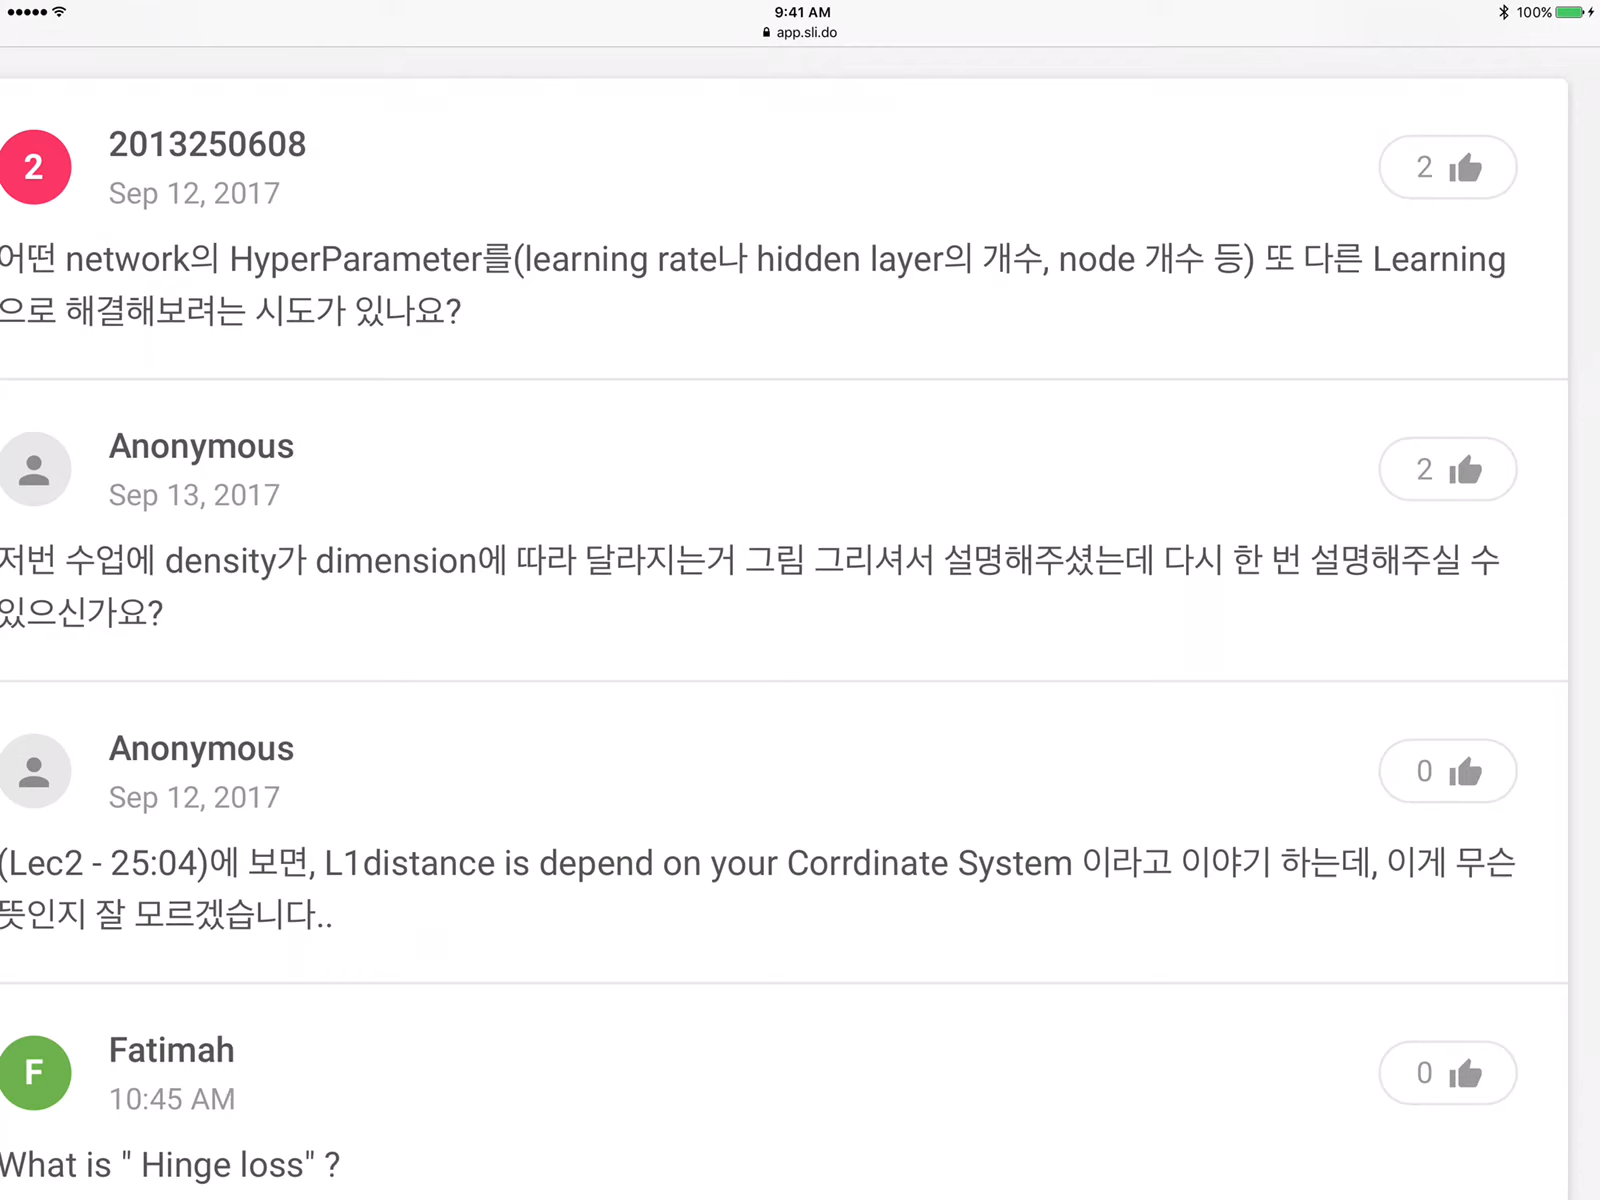 9:41 AM
100%
app.sli.do
2
2013250608
Sep 12, 2017
2
어떤 network의 HyperParameter를(learning rate나 hidden layer의 개수, node 개수 등) 또 다른 Learning
으로 해결해보려는 시도가 있나요?
Anonymous
Sep 13, 2017
2
저번 수업에 density가 dimension에 따라 달라지는거 그림 그리셔서 설명해주셨는데 다시 한 번 설명해주실 수
있으신가요?
Anonymous
Sep 12, 2017
0
(Lec2 - 25:04)에 보면, L1distance is depend on your Corrdinate System 이라고 이야기 하는데, 이게 무슨
뜻인지 잘 모르겠습니다..
F
Fatimah
10:45 AM
0
What is " Hinge loss" ?